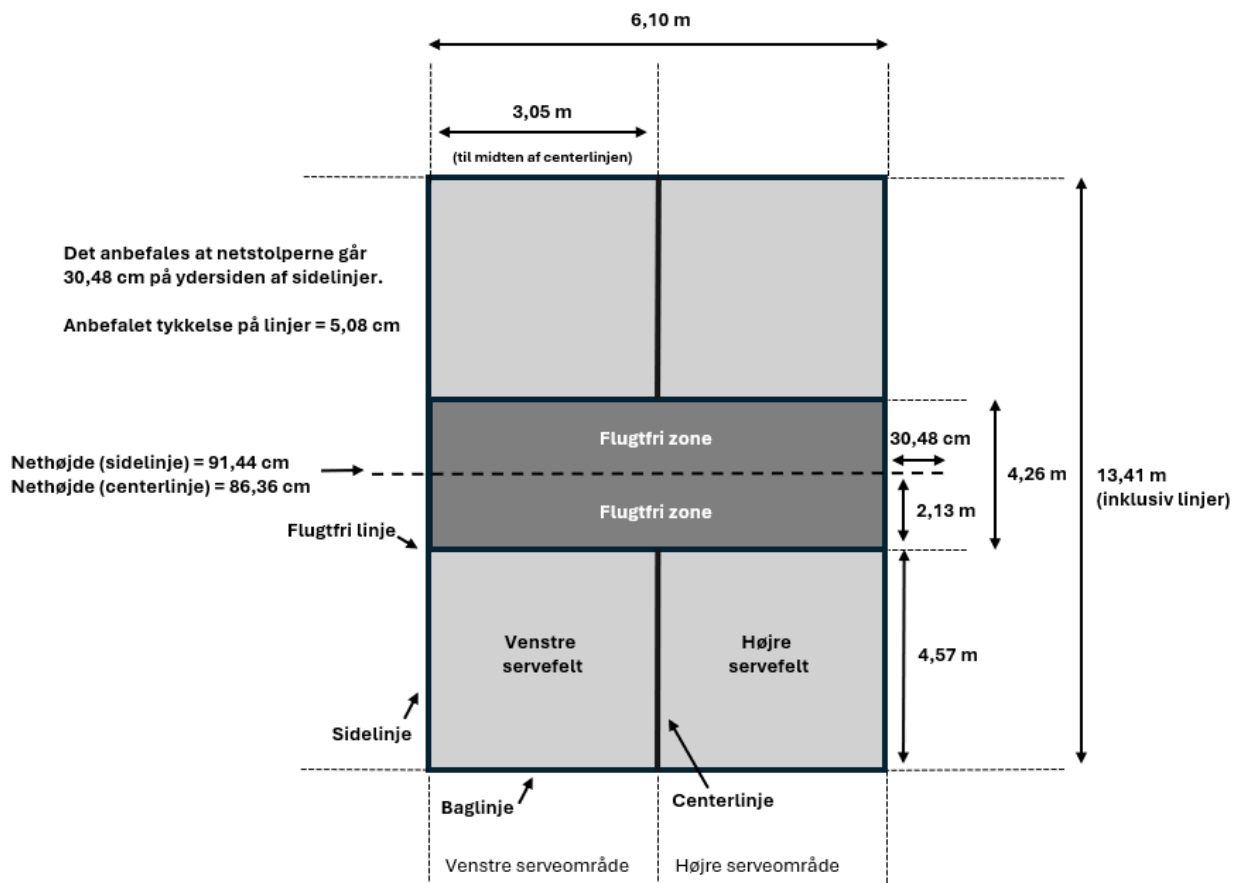 6,10 m
3,05 m
(til midten af centerlinjen)
Det anbefales at netstolperne går
30,48 cm på ydersiden af sidelinjer.
Anbefalet tykkelse på linjer = 5,08 cm
Flugtfri zone
30,48 cm
Nethøjde (sidelinje) = 91,44 cm
Nethøjde (centerlinje) = 86,36 cm
4,26 m
13,41 m
(inklusiv linjer)
Flugtfri zone
2,13 m
Flugtfri linje
Venstre
servefelt
Højre
servefelt
4,57 m
Sidelinje
Baglinje
Centerlinje
Venstre serveområde
Højre serveområde